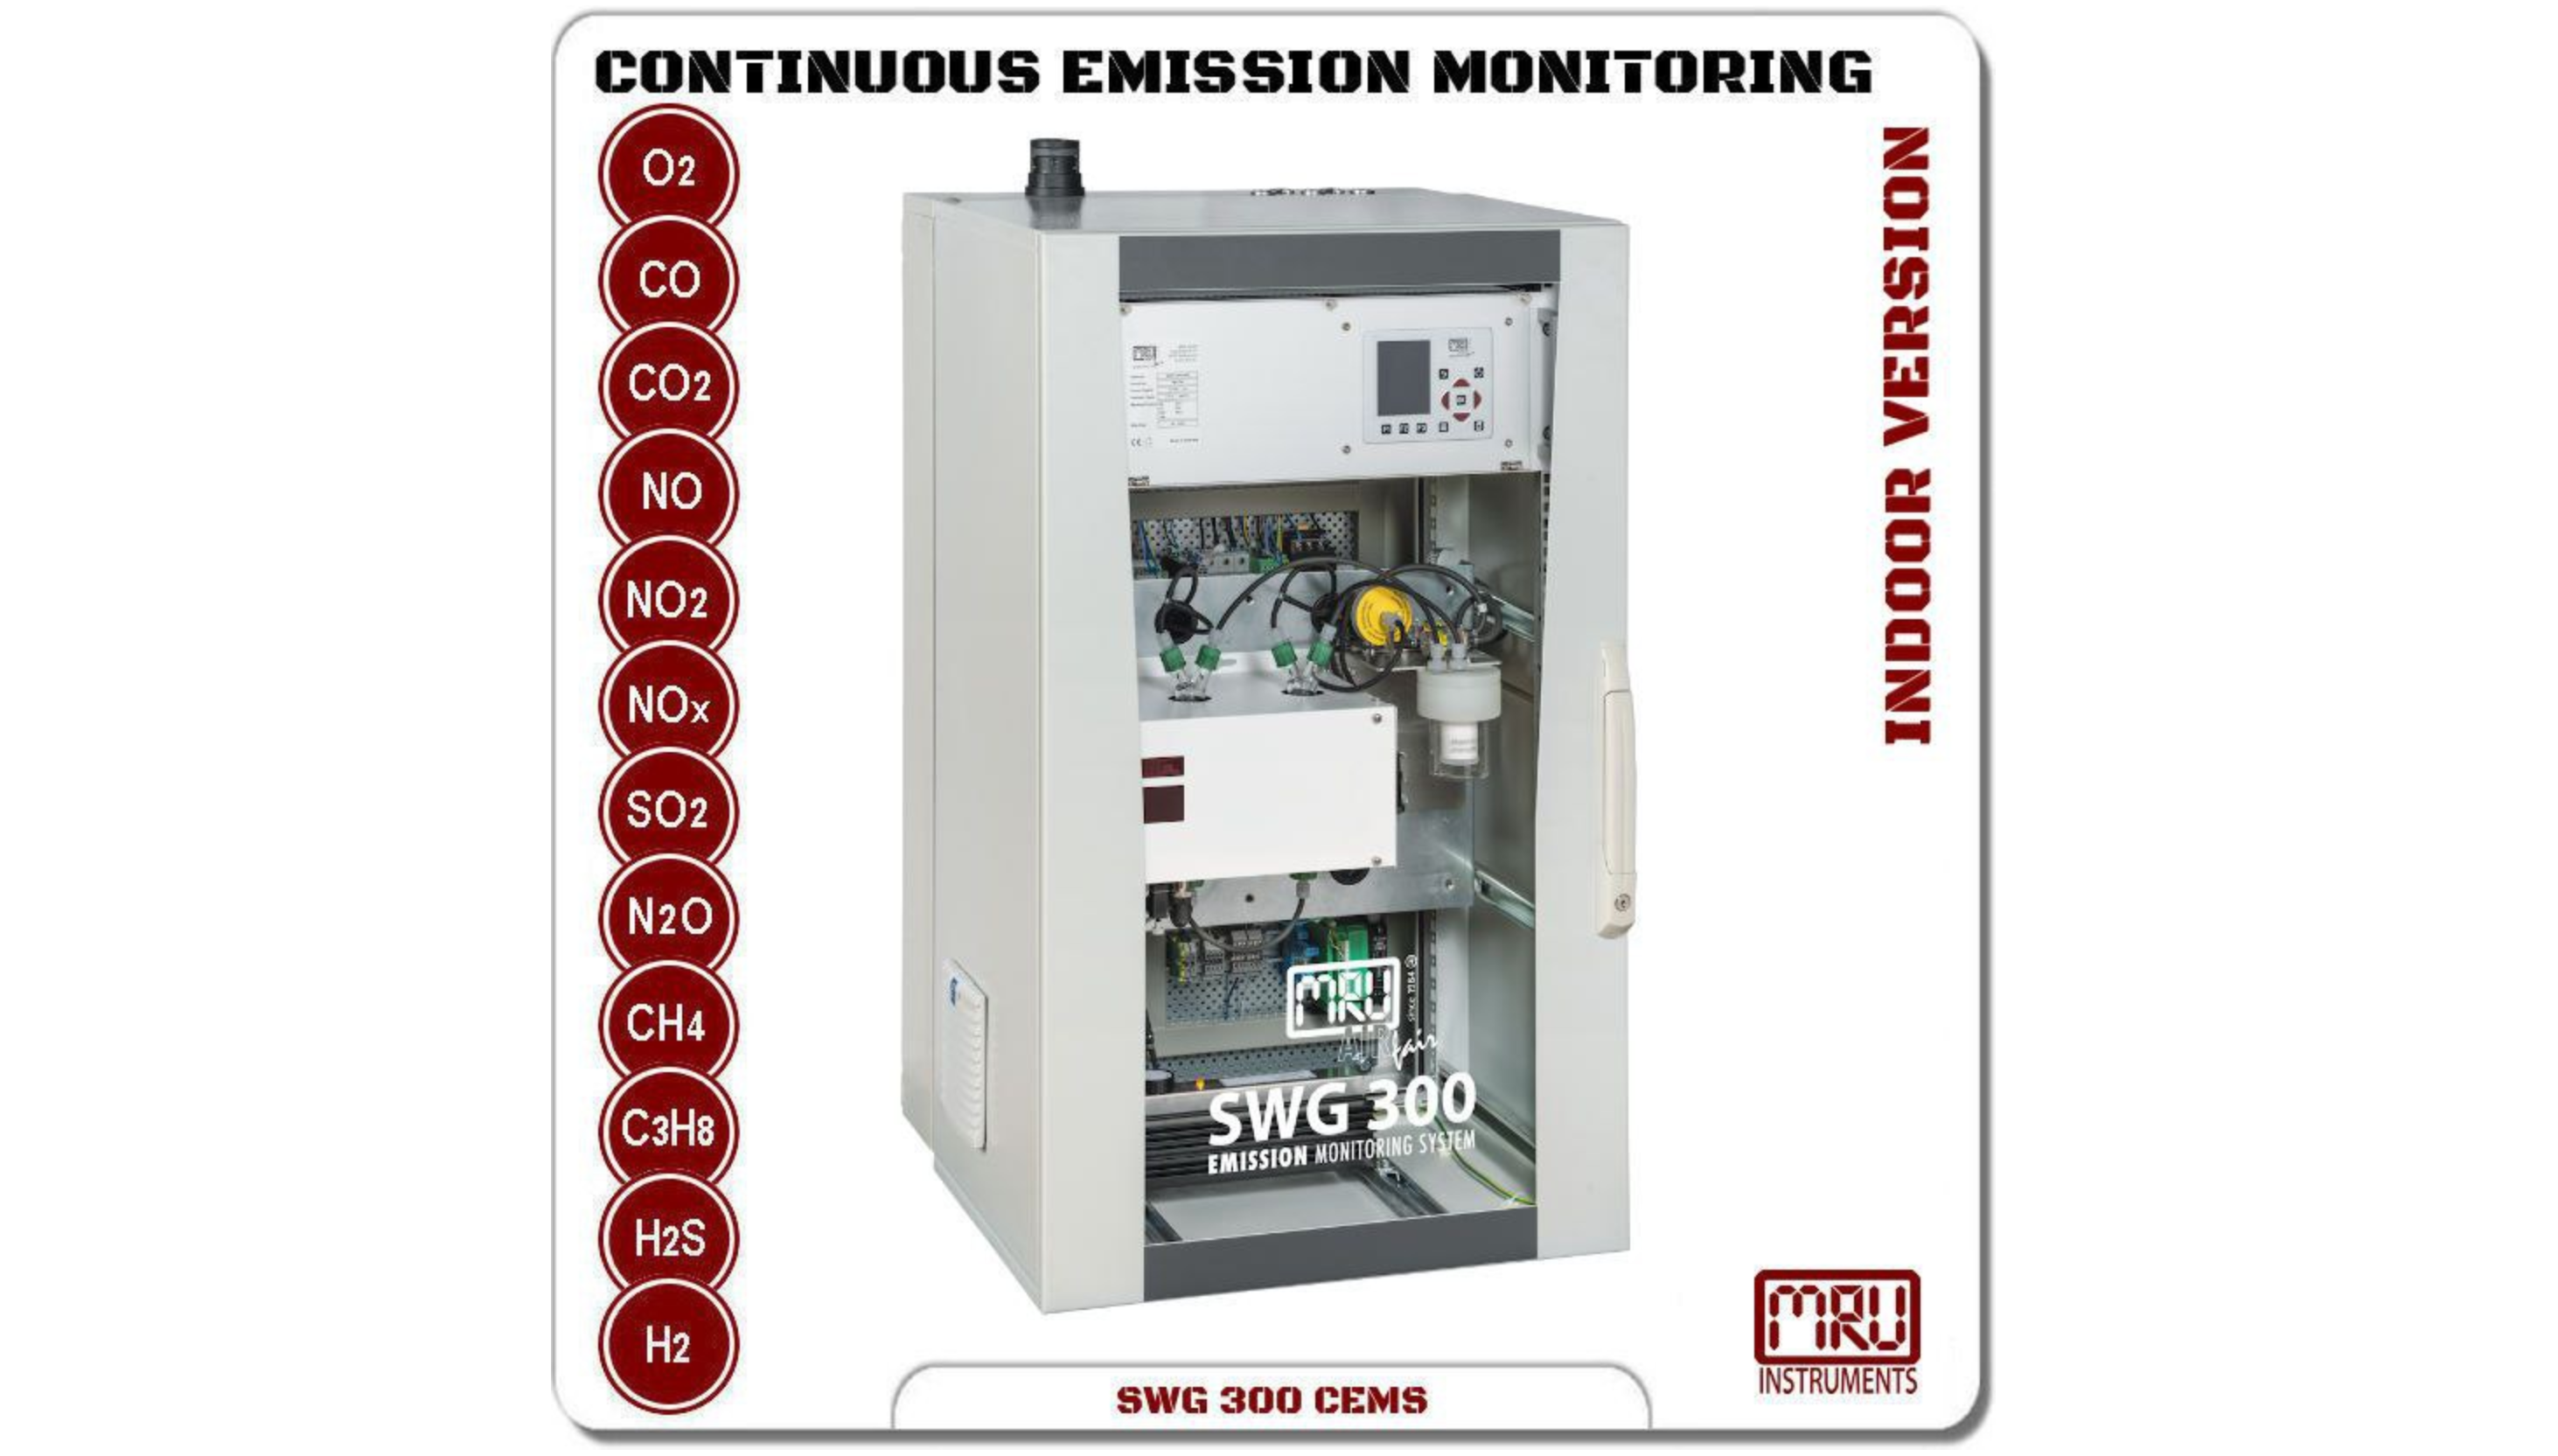 CONTINUOUS EMISSION MONITORING
O2
CO
CO2
NO
NO2
NOx
SO2
N2O
CH4
C3H8
H2S
H2
INDOOR VERSION
MRU
AIR fair
since 1984
SWG 300
EMISSION MONITORING SYSTEM
MRU
INSTRUMENTS
SWG 300 CEMS